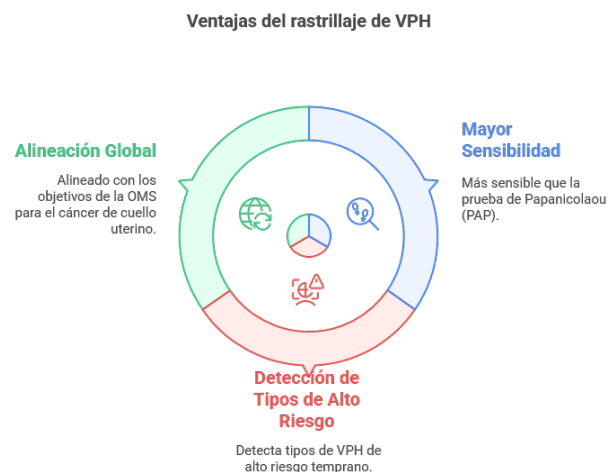 Ventajas del rastrillaje de VPH
Alineación Global
Alineado con los
objetivos de la OMS
para el cáncer de cuello
uterino.
Mayor
Sensibilidad
Más sensible que la
prueba de Papanicolaou
(PAP).
Detección de
Tipos de Alto
Riesgo
Detecta tipos de VPH de
alto riesgo temprano.